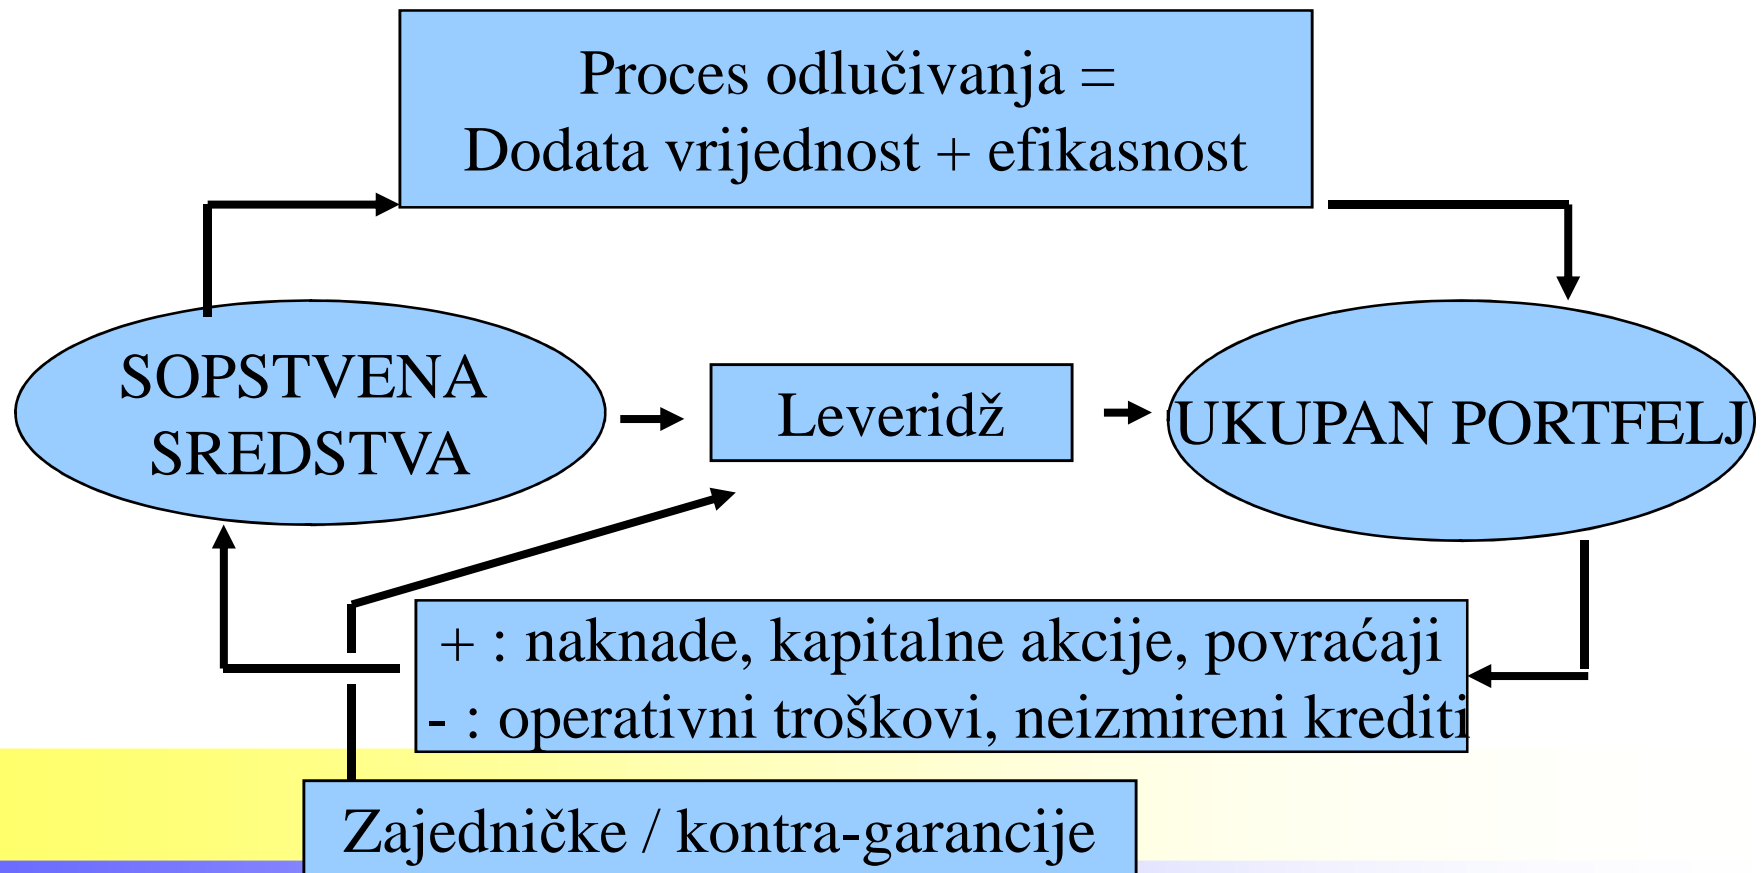 Proces odlučivanja =
Dodata vrijednost + efikasnost
SOPSTVENA
SREDSTVA
Leveridž
UKUPAN PORTFELJ
+ : naknade, kapitalne akcije, povraćaji
- : operativni troškovi, neizmireni krediti
Zajedničke / kontra-garancije